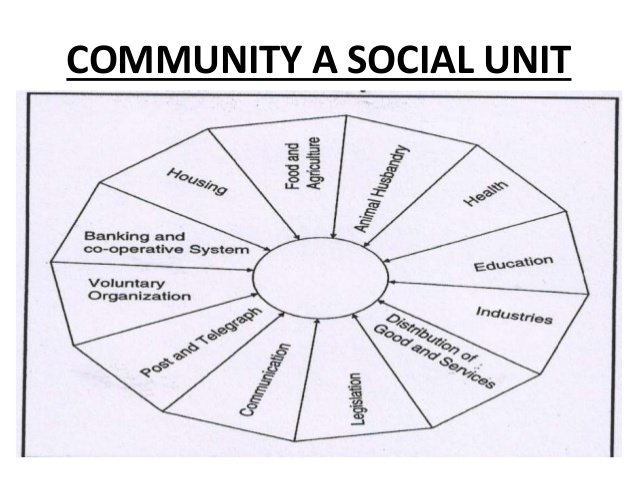 COMMUNITY A SOCIAL UNIT
Food and
Agriculture
Animal Husbandry
Health
Education
Industries
Distribution of
Good and Services
Legislation
Communication
Post and Telegraph
Voluntary
Organization
Banking and
co-operative System
Housing